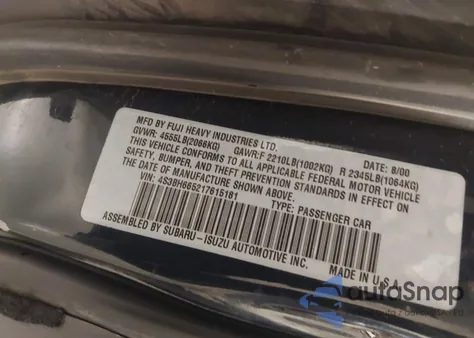 MFD. BY FUJI HEAVY INDUSTRIES LTD. DATE: 8/00
GVWR: 4555LB(2066KG) GAWR:F 2210LB(1002KG) R 2345LB(1064KG)
THIS VEHICLE CONFORMS TO ALL APPLICABLE FEDERAL MOTOR VEHICLE
SAFETY, BUMPER, AND THEFT PREVENTION STANDARDS IN EFFECT ON
THE DATE OF MANUFACTURE SHOWN ABOVE.
VIN: 4S3BH665217615181 TYPE: PASSENGER CAR
ASSEMBLED BY SUBARU-ISUZU AUTOMOTIVE INC. MADE IN U.S.A.
autoSnap